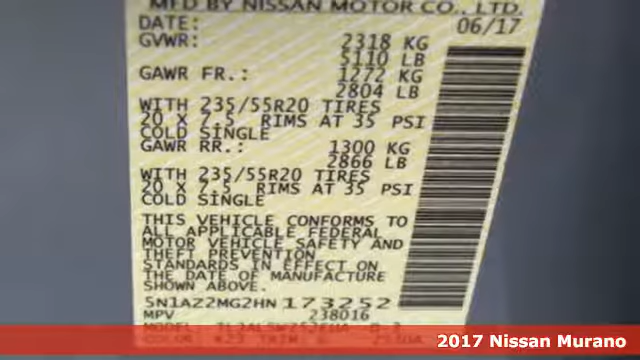 MFD BY NISSAN MOTOR CO., LTD.
DATE: 06/17
GVWR: 2318 KG
5110 LB
GAWR FR.: 1272 KG
2804 LB
WITH 235/55R20 TIRES
20 X 7.5 RIMS AT 35 PSI
COLD SINGLE
GAWR RR.: 1300 KG
2866 LB
WITH 235/55R20 TIRES
20 X 7.5 RIMS AT 35 PSI
COLD SINGLE
THIS VEHICLE CONFORMS TO
ALL APPLICABLE FEDERAL
MOTOR VEHICLE SAFETY AND
THEFT PREVENTION
STANDARDS IN EFFECT ON
THE DATE OF MANUFACTURE
SHOWN ABOVE.
5N1AZ2MG2HN173252
MPV 238016
2017 Nissan Murano